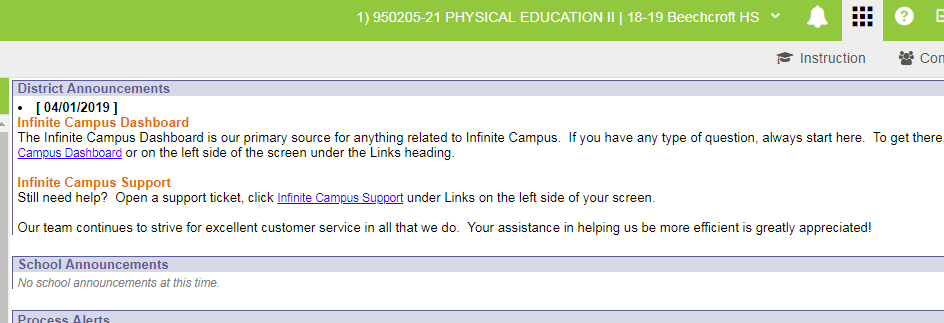 1) 950205-21 PHYSICAL EDUCATION II | 18-19 Beechcroft HS
Instruction
District Announcements
• [ 04/01/2019 ]
Infinite Campus Dashboard
The Infinite Campus Dashboard is our primary source for anything related to Infinite Campus. If you have any type of question, always start here. To get there
Campus Dashboard or on the left side of the screen under the Links heading.
Infinite Campus Support
Still need help? Open a support ticket, click Infinite Campus Support under Links on the left side of your screen.
Our team continues to strive for excellent customer service in all that we do. Your assistance in helping us be more efficient is greatly appreciated!
School Announcements
No school announcements at this time.
Process Alerts